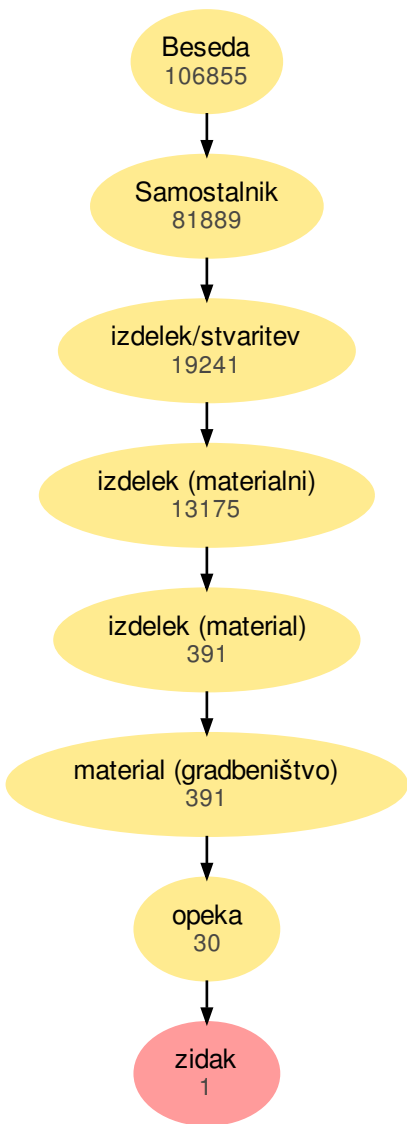 Beseda
106855
Samostalnik
81889
izdelek/stvaritev
19241
izdelek (materialni)
13175
izdelek (material)
391
material (gradbeništvo)
391
opeka
30
zidak
1